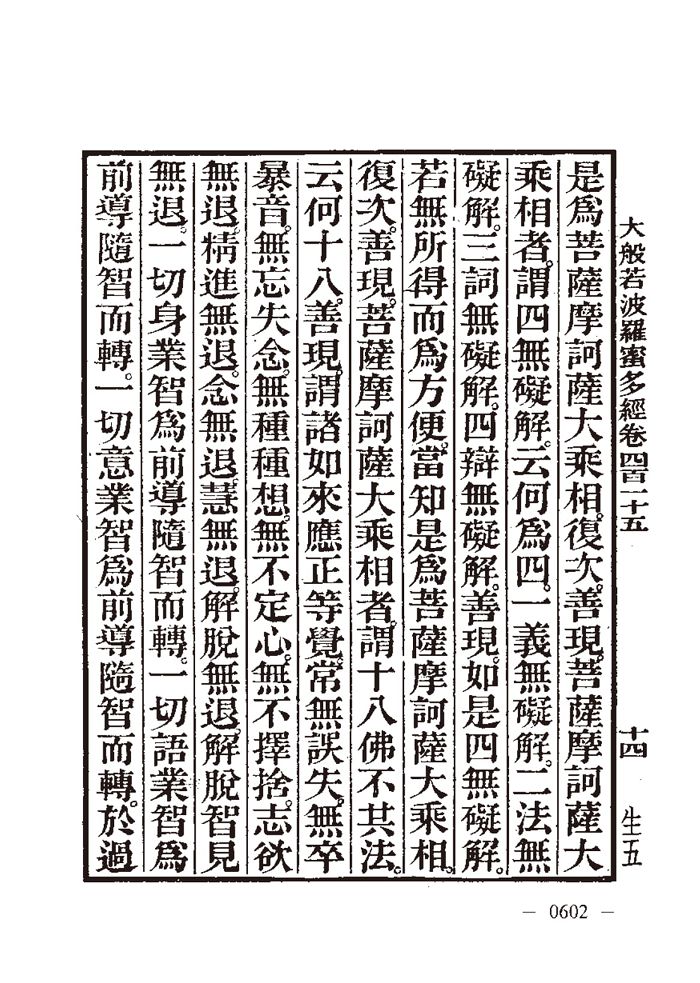 大般若波羅蜜多經卷四百二十五 十四 生五
是爲菩薩摩訶薩大乘相。復次。善現。菩薩摩訶薩大
乘相者。謂四無礙解。云何爲四。一義無礙解。二法無
礙解。三詞無礙解。四辯無礙解。善現。如是四無礙解。
若無所得而爲方便。當知是爲菩薩摩訶薩大乘相。
復次。善現。菩薩摩訶薩大乘相者。謂十八佛不共法。
云何十八。善現。謂諸如來應正等覺。常無誤失。無卒
暴音。無忘失念。無種種想。無不定心。無不擇捨。志欲
無退。精進無退。念無退。慧無退。解脫無退。解脫智見
無退。一切身業智爲前導隨智而轉。一切語業智爲
前導隨智而轉。一切意業智爲前導隨智而轉。於過
— 0602 —